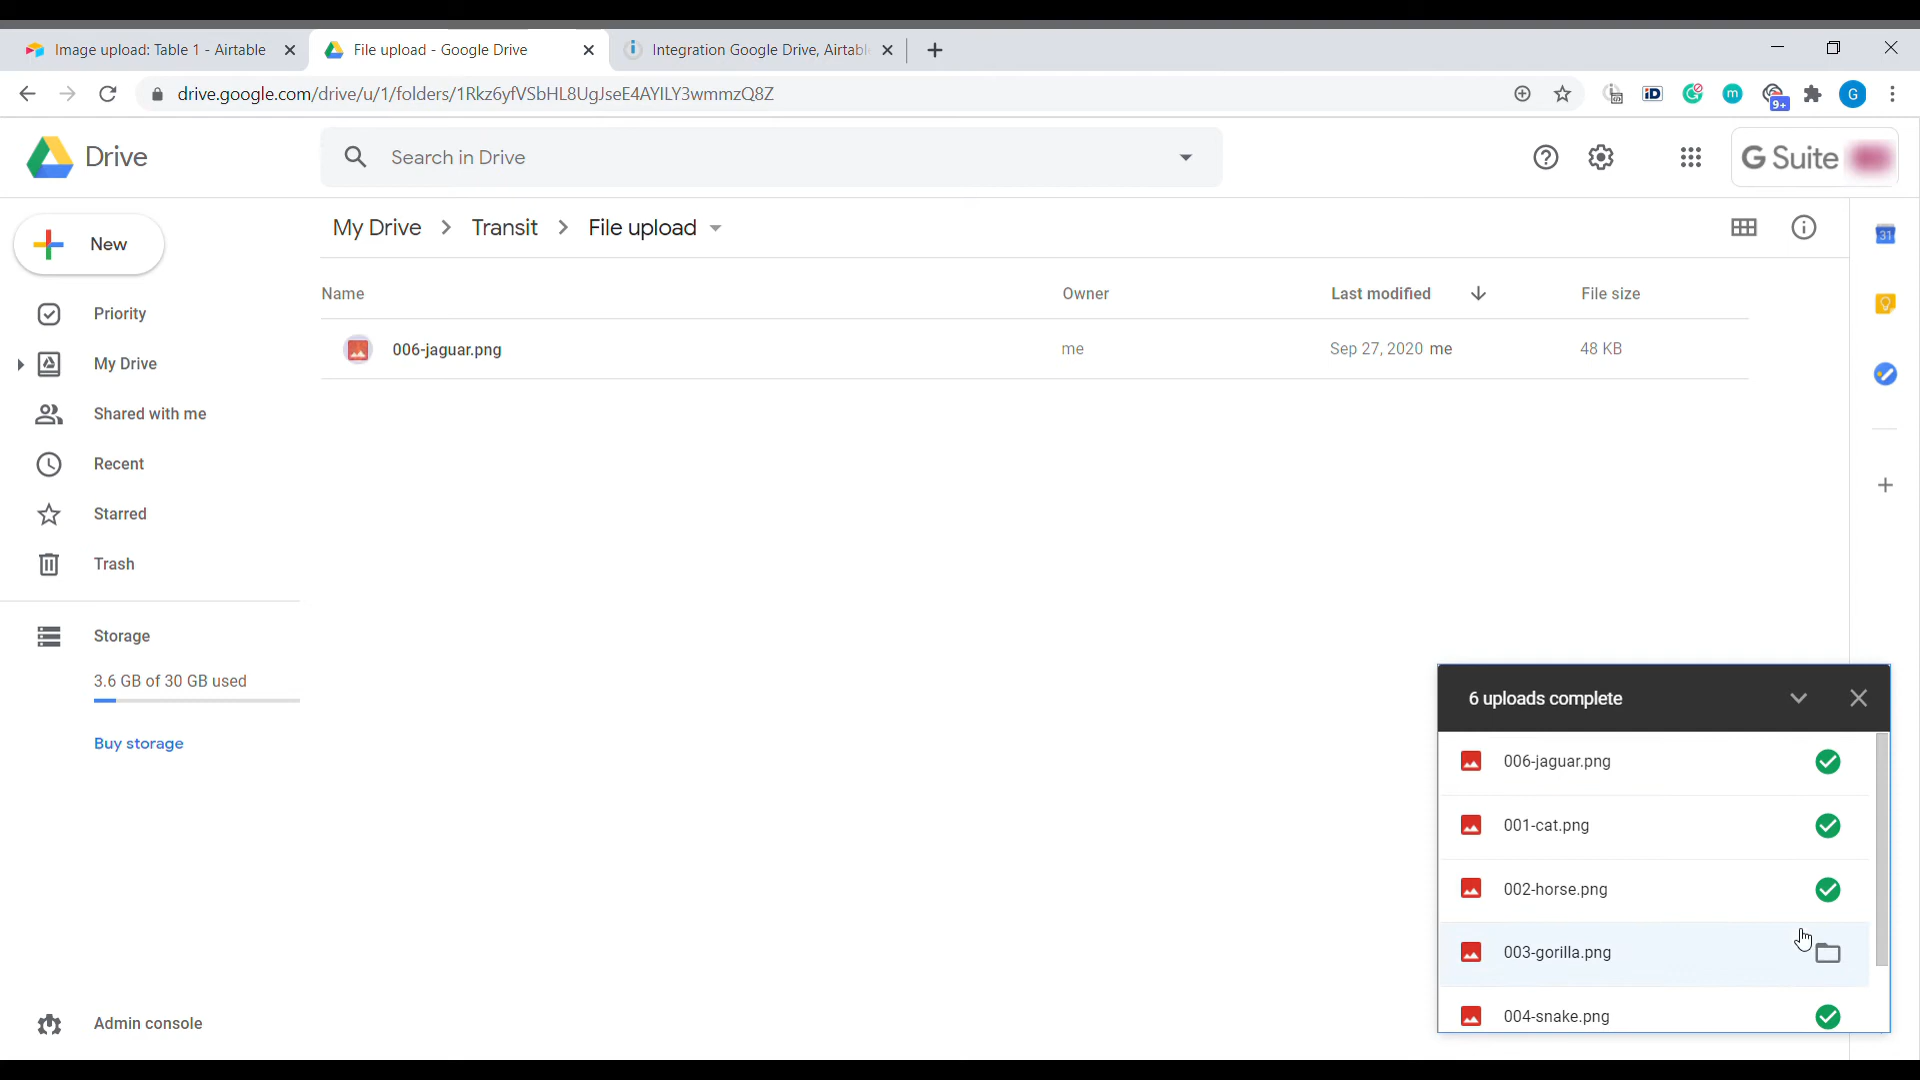 Image upload: Table 1 - Airtable
File upload - Google Drive
Integration Google Drive, Airtabl
drive.google.com/drive/u/1/folders/1Rkz6yfVSbHL8UgJseE4AYILY3wmmzQ8Z
iD
m
9+
G
Drive
Search in Drive
G Suite
New
My Drive > Transit > File upload
31
Name Owner Last modified File size
Priority
006-jaguar.png me Sep 27, 2020 me 48 KB
My Drive
Shared with me
Recent
Starred
Trash
Storage
3.6 GB of 30 GB used
Buy storage
Admin console
6 uploads complete
006-jaguar.png
001-cat.png
002-horse.png
003-gorilla.png
004-snake.png